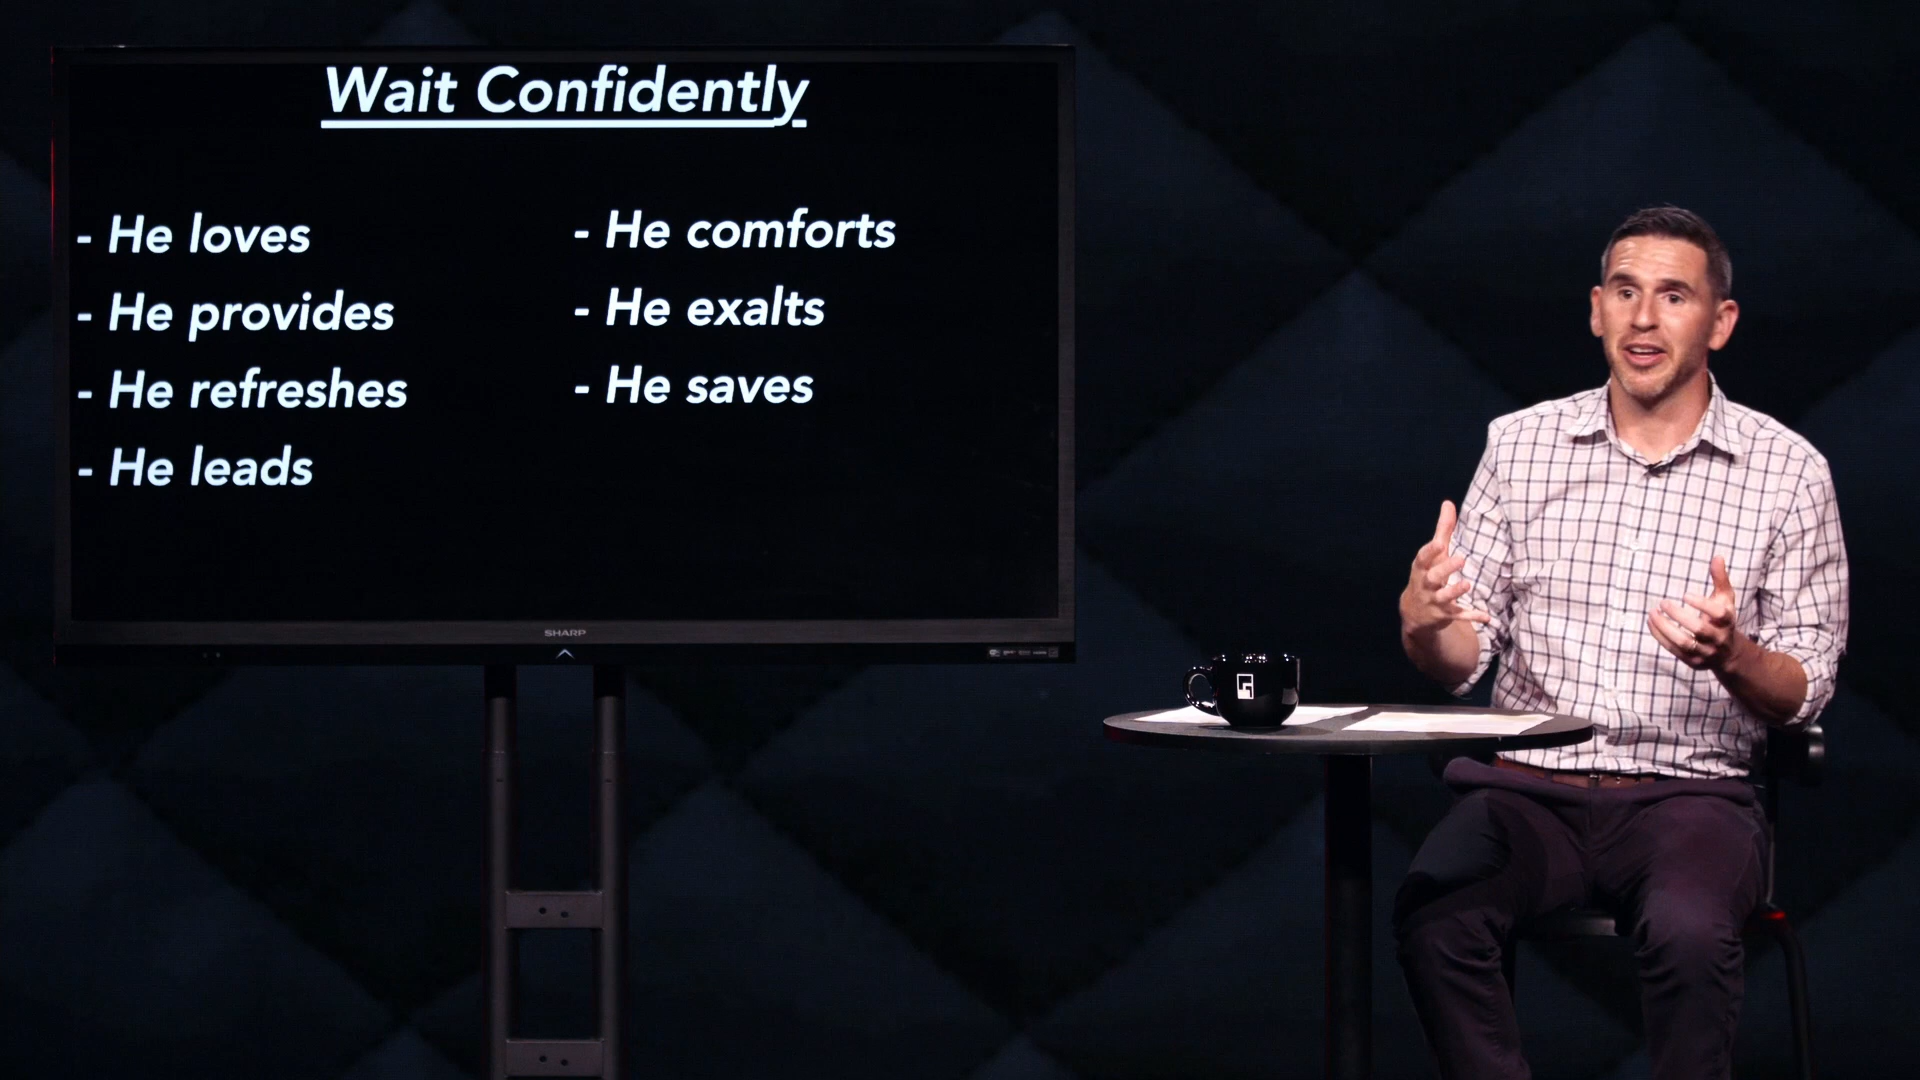 Wait Confidently
- He loves
- He provides
- He refreshes
- He leads
- He comforts
- He exalts
- He saves
SHARP